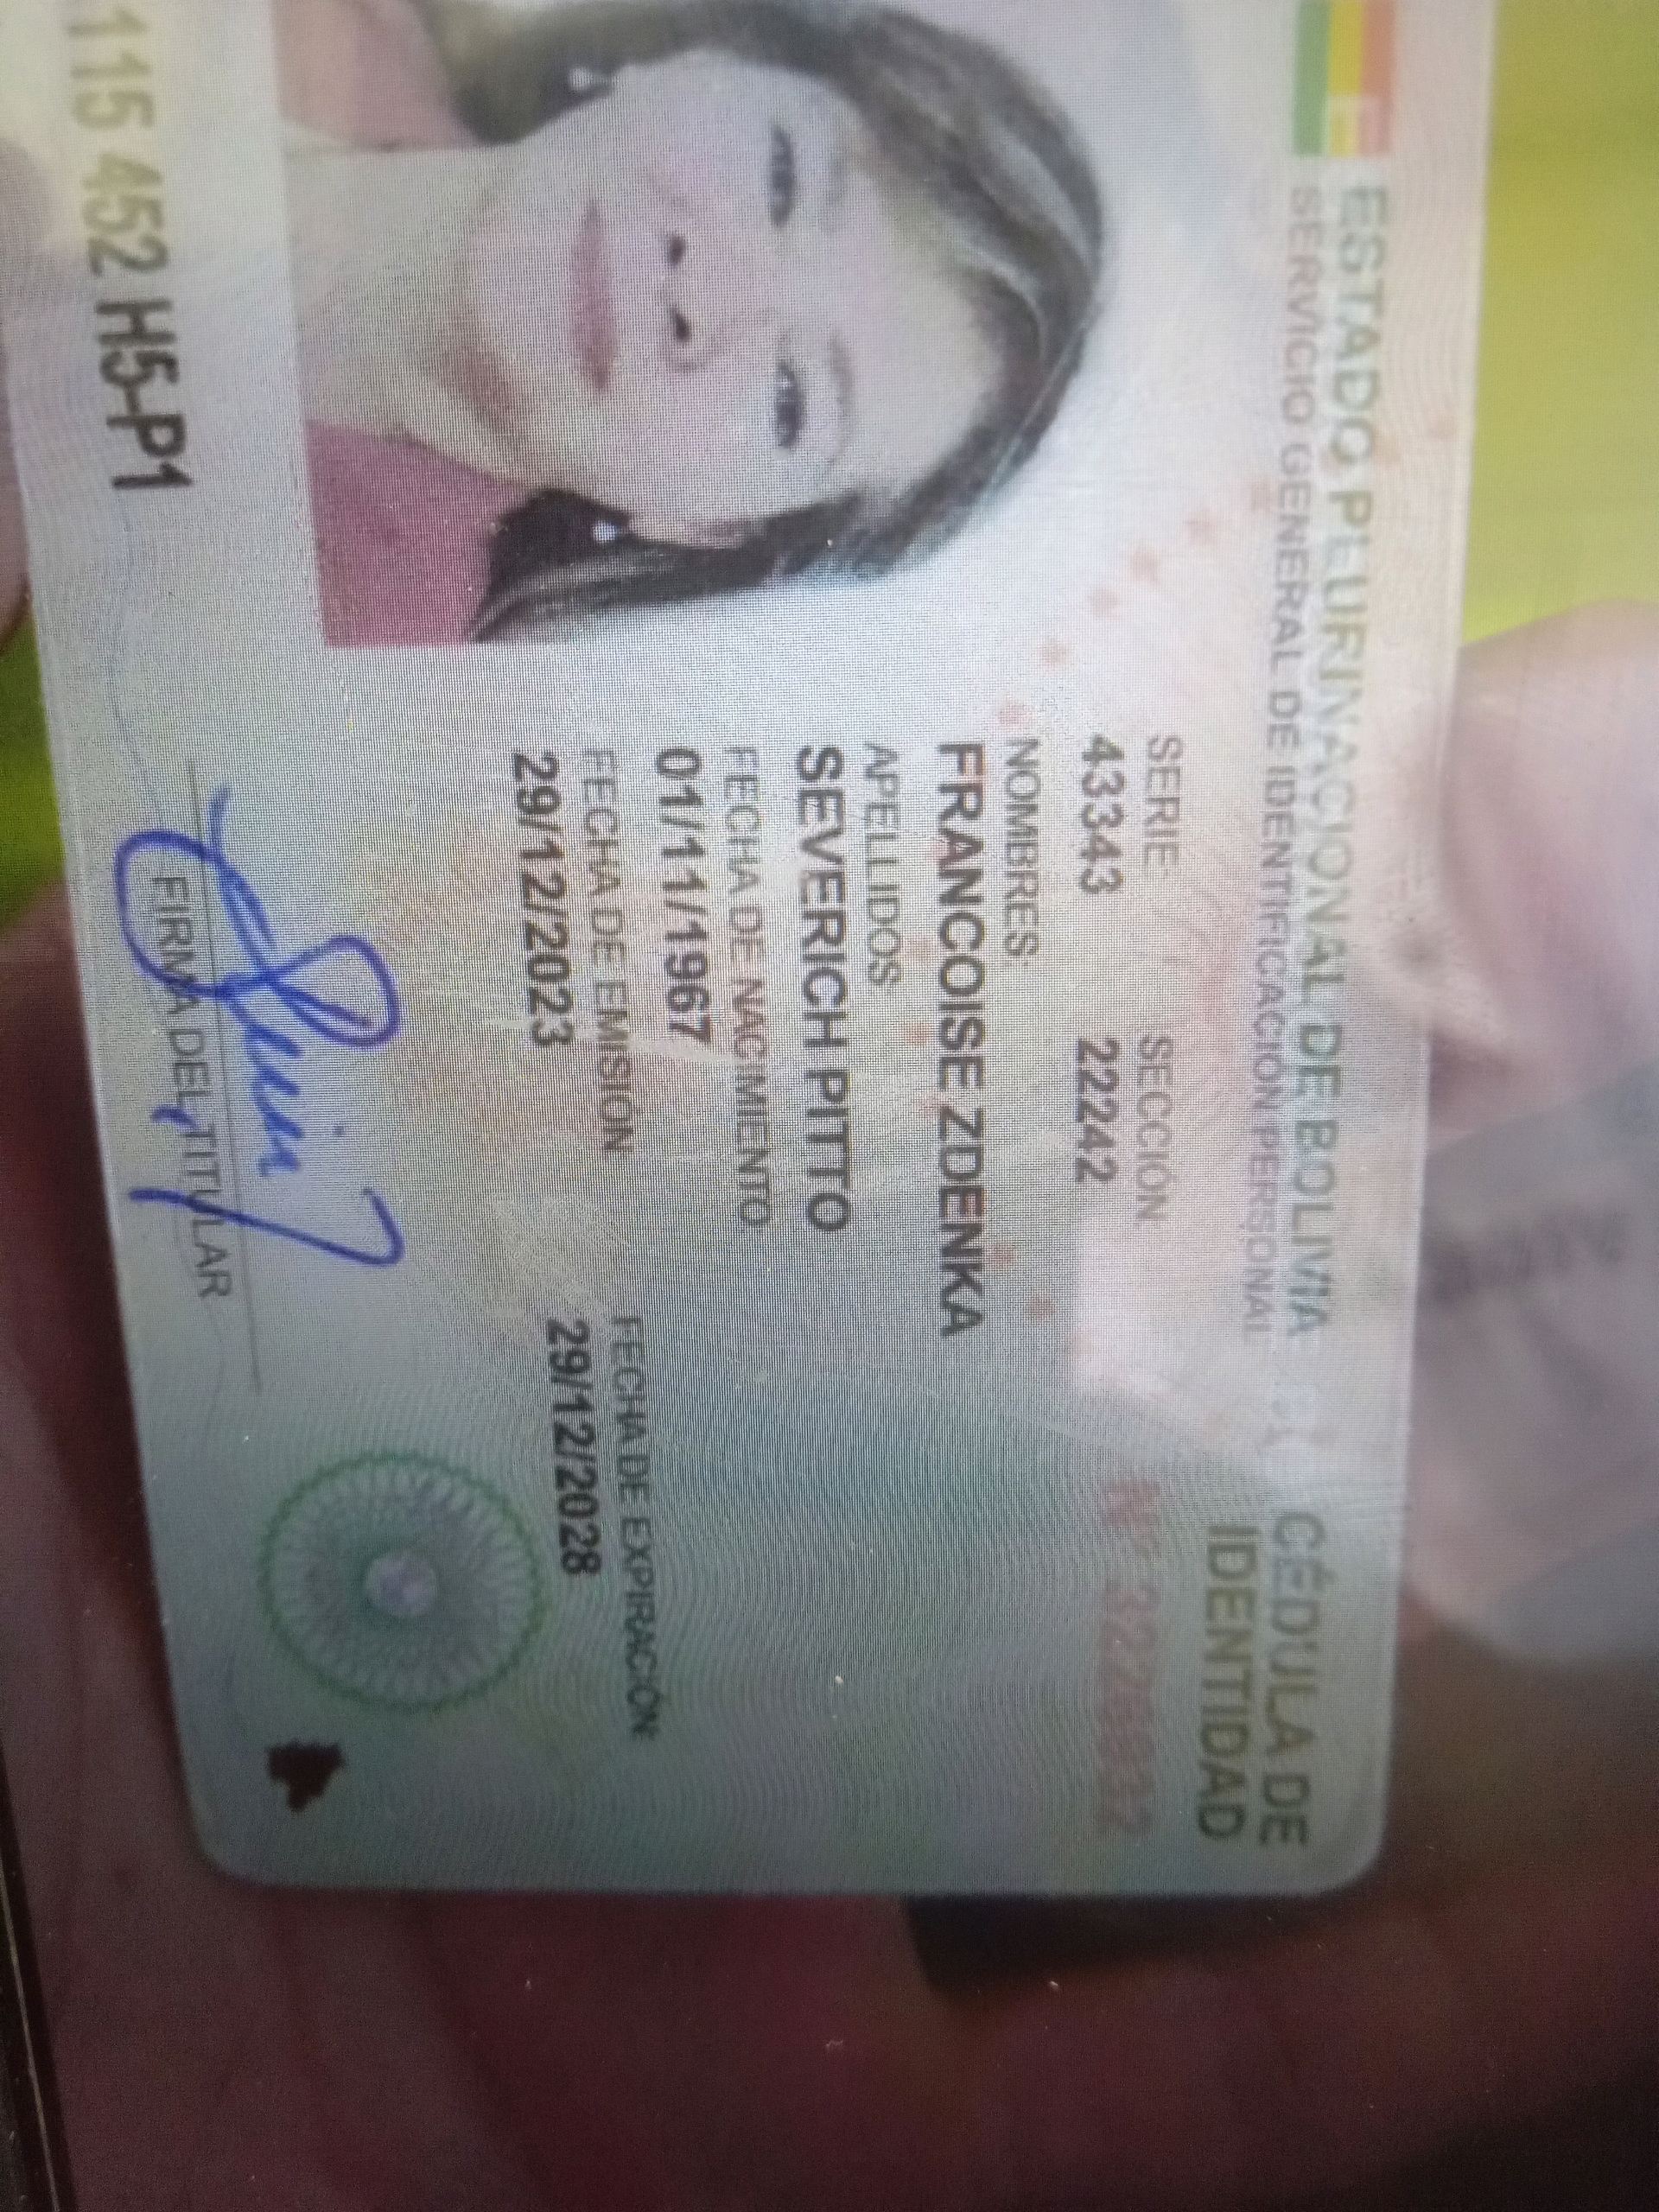 ESTADO PLURINACIONAL DE BOLIVIA
SERVICIO GENERAL DE IDENTIFICACIÓN PERSONAL
CÉDULA DE
IDENTIDAD
SERIE SECCIÓN
43343 22242
NOMBRES
FRANCOISE ZDENKA
APELLIDOS
SEVERICH PITTO
FECHA DE NACIMIENTO
01/11/1967
FECHA DE EMISIÓN FECHA DE EXPIRACIÓN
29/12/2023 29/12/2028
FIRMA DEL TITULAR
115 452 H5-P1